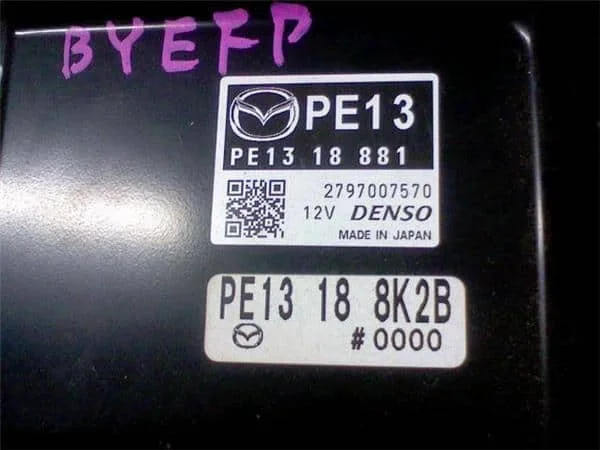 BYEFP
PE13
PE13 18 881
2797007570
12V DENSO
MADE IN JAPAN
PE13 18 8K2B
#0000